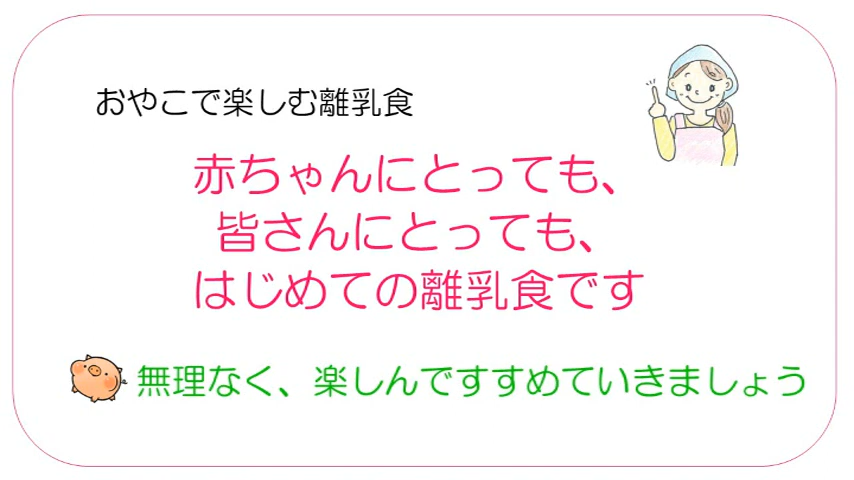 おやこで楽しむ離乳食
赤ちゃんにとっても、
皆さんにとっても、
はじめての離乳食です
無理なく、楽しんですすめていきましょう